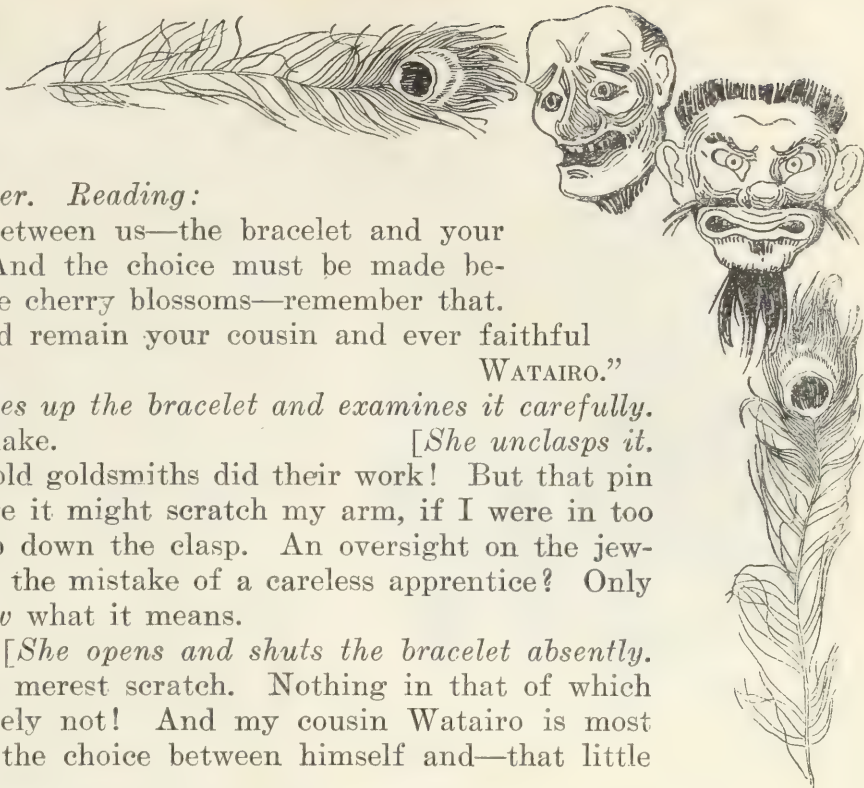 er. Reading:
etween us—the bracelet and your
And the choice must be made be-
e cherry blossoms—remember that.
d remain your cousin and ever faithful
WATAIRO.”
es up the bracelet and examines it carefully.
ake. [She unclasps it.
old goldsmiths did their work! But that pin
e it might scratch my arm, if I were in too
o down the clasp. An oversight on the jew-
the mistake of a careless apprentice? Only
w what it means.
[She opens and shuts the bracelet absently.
merest scratch. Nothing in that of which
ely not! And my cousin Watairo is most
the choice between himself and—that little